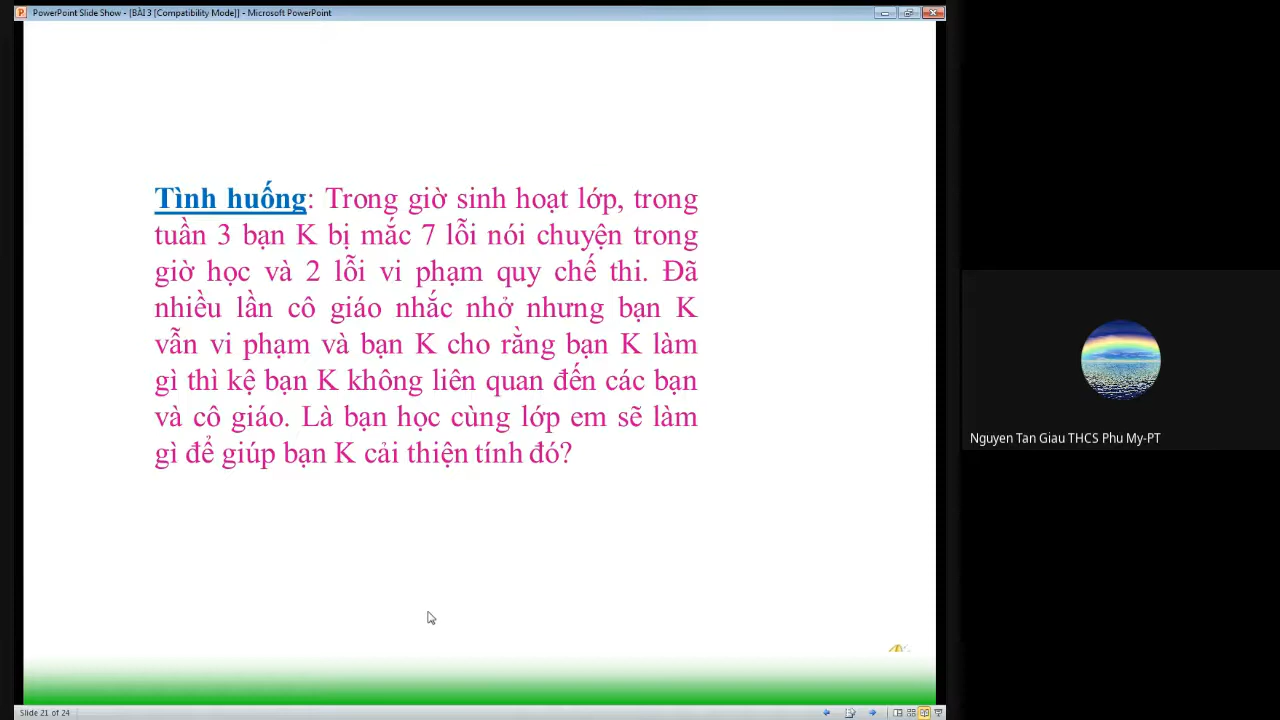 PowerPoint Slide Show - [BÀI 3 [Compatibility Mode]] - Microsoft PowerPoint
Tình huống: Trong giờ sinh hoạt lớp, trong
tuần 3 bạn K bị mắc 7 lỗi nói chuyện trong
giờ học và 2 lỗi vi phạm quy chế thi. Đã
nhiều lần cô giáo nhắc nhở nhưng bạn K
vẫn vi phạm và bạn K cho rằng bạn K làm
gì thì kệ bạn K không liên quan đến các bạn
và cô giáo. Là bạn học cùng lớp em sẽ làm
gì để giúp bạn K cải thiện tính đó?
Nguyen Tan Giau THCS Phu My-PT
Slide 21 of 24